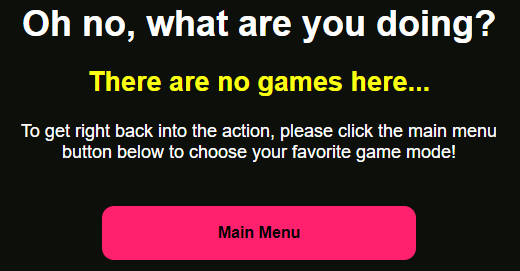 Oh no, what are you doing?
There are no games here...
To get right back into the action, please click the main menu
button below to choose your favorite game mode!
Main Menu